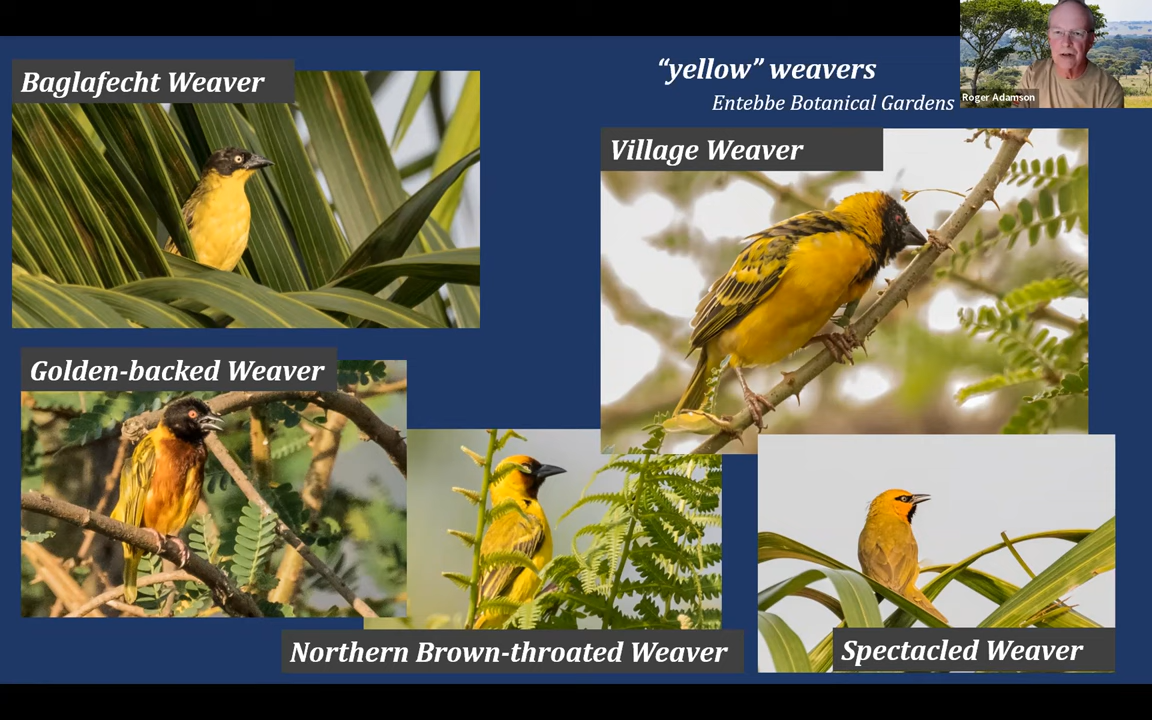 Baglafecht Weaver
“yellow” weavers
Entebbe Botanical Gardens
Roger Adamson
Village Weaver
Golden-backed Weaver
Northern Brown-throated Weaver
Spectacled Weaver